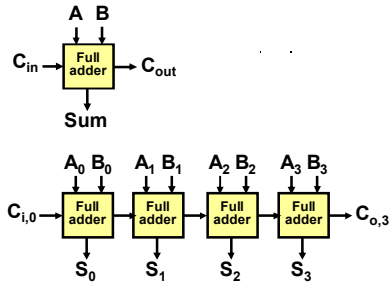 A B
C_in Full adder C_out
Sum
A_0 B_0 A_1 B_1 A_2 B_2 A_3 B_3
C_i,0 Full adder Full adder Full adder Full adder C_o,3
S_0 S_1 S_2 S_3